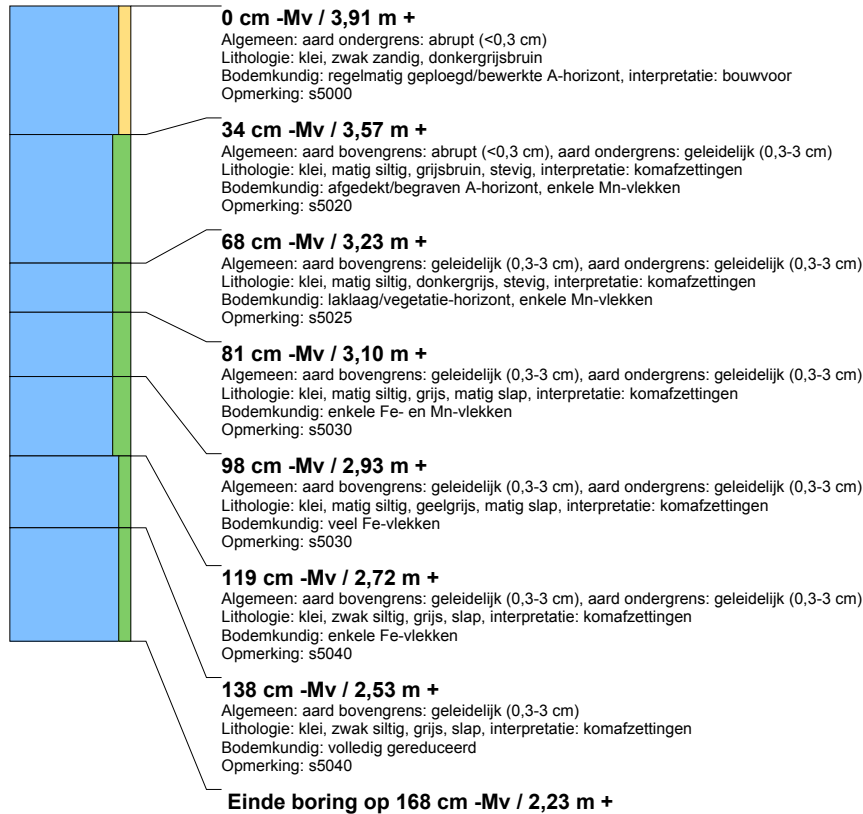 0 cm -Mv / 3,91 m +
Algemeen: aard ondergrens: abrupt (<0,3 cm)
Lithologie: klei, zwak zandig, donkergrijsbruin
Bodemkundig: regelmatig geploegd/bewerkte A-horizont, interpretatie: bouwvoor
Opmerking: s5000
34 cm -Mv / 3,57 m +
Algemeen: aard bovengrens: abrupt (<0,3 cm), aard ondergrens: geleidelijk (0,3-3 cm)
Lithologie: klei, matig siltig, grijsbruin, stevig, interpretatie: komafzettingen
Bodemkundig: afgedekt/begraven A-horizont, enkele Mn-vlekken
Opmerking: s5020
68 cm -Mv / 3,23 m +
Algemeen: aard bovengrens: geleidelijk (0,3-3 cm), aard ondergrens: geleidelijk (0,3-3 cm)
Lithologie: klei, matig siltig, donkergrijs, stevig, interpretatie: komafzettingen
Bodemkundig: laklaag/vegetatie-horizont, enkele Mn-vlekken
Opmerking: s5025
81 cm -Mv / 3,10 m +
Algemeen: aard bovengrens: geleidelijk (0,3-3 cm), aard ondergrens: geleidelijk (0,3-3 cm)
Lithologie: klei, matig siltig, grijs, matig slap, interpretatie: komafzettingen
Bodemkundig: enkele Fe- en Mn-vlekken
Opmerking: s5030
98 cm -Mv / 2,93 m +
Algemeen: aard bovengrens: geleidelijk (0,3-3 cm), aard ondergrens: geleidelijk (0,3-3 cm)
Lithologie: klei, matig siltig, geelgrijs, matig slap, interpretatie: komafzettingen
Bodemkundig: veel Fe-vlekken
Opmerking: s5030
119 cm -Mv / 2,72 m +
Algemeen: aard bovengrens: geleidelijk (0,3-3 cm), aard ondergrens: geleidelijk (0,3-3 cm)
Lithologie: klei, zwak siltig, grijs, slap, interpretatie: komafzettingen
Bodemkundig: enkele Fe-vlekken
Opmerking: s5040
138 cm -Mv / 2,53 m +
Algemeen: aard bovengrens: geleidelijk (0,3-3 cm)
Lithologie: klei, zwak siltig, grijs, slap, interpretatie: komafzettingen
Bodemkundig: volledig gereduceerd
Opmerking: s5040
Einde boring op 168 cm -Mv / 2,23 m +